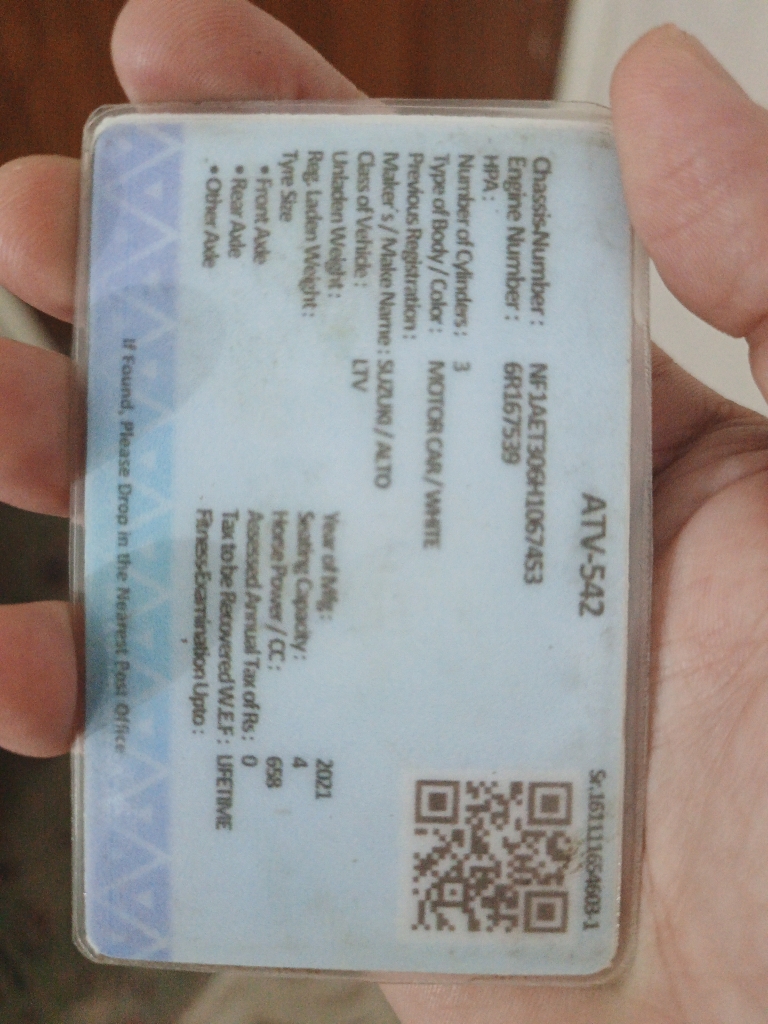 ATV-542
Sr.161111654603-1
Chassis Number : NF1AET306H1067453
Engine Number : 6R167539
HPA :
Number of Cylinders : 3
Type of Body / Color : MOTOR CAR / WHITE
Previous Registration :
Maker's / Make Name : SUZUKI / ALTO
Class of Vehicle : LTV
Unladen Weight : Year of Mfg : 2021
Reg. Laden Weight : Seating Capacity : 4
Tyre Size Horse Power / CC : 658
• Front Axle Assessed Annual Tax of Rs : 0
• Rear Axle Tax to be Recovered W.E.F : LIFETIME
• Other Axle Fitness Examination Upto :
If Found, Please Drop in the Nearest Post Office